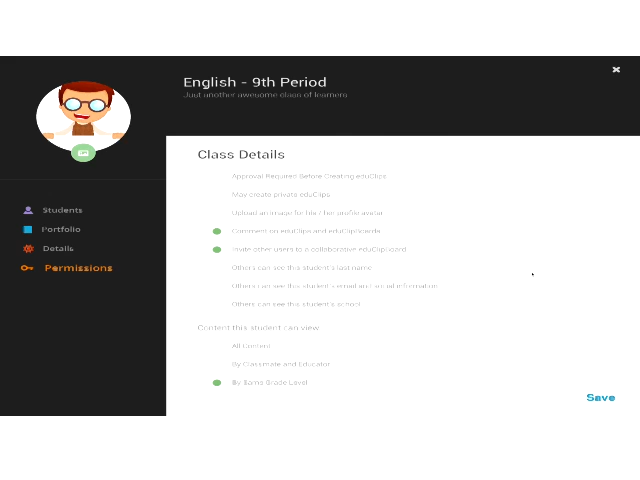 English - 9th Period
Just another awesome class of learners
Students
Portfolio
Details
Permissions
Class Details
Approval Required Before Creating eduClips
May create private eduClips
Upload an image for his / her profile avatar
Comment on eduClips and eduClipboards
Invite other users to a collaborative eduClipboard
Others can see this student's last name
Others can see this student's email and social information
Others can see this student's school
Content this student can view
All Content
By Classmate and Educator
By Same Grade Level
Save